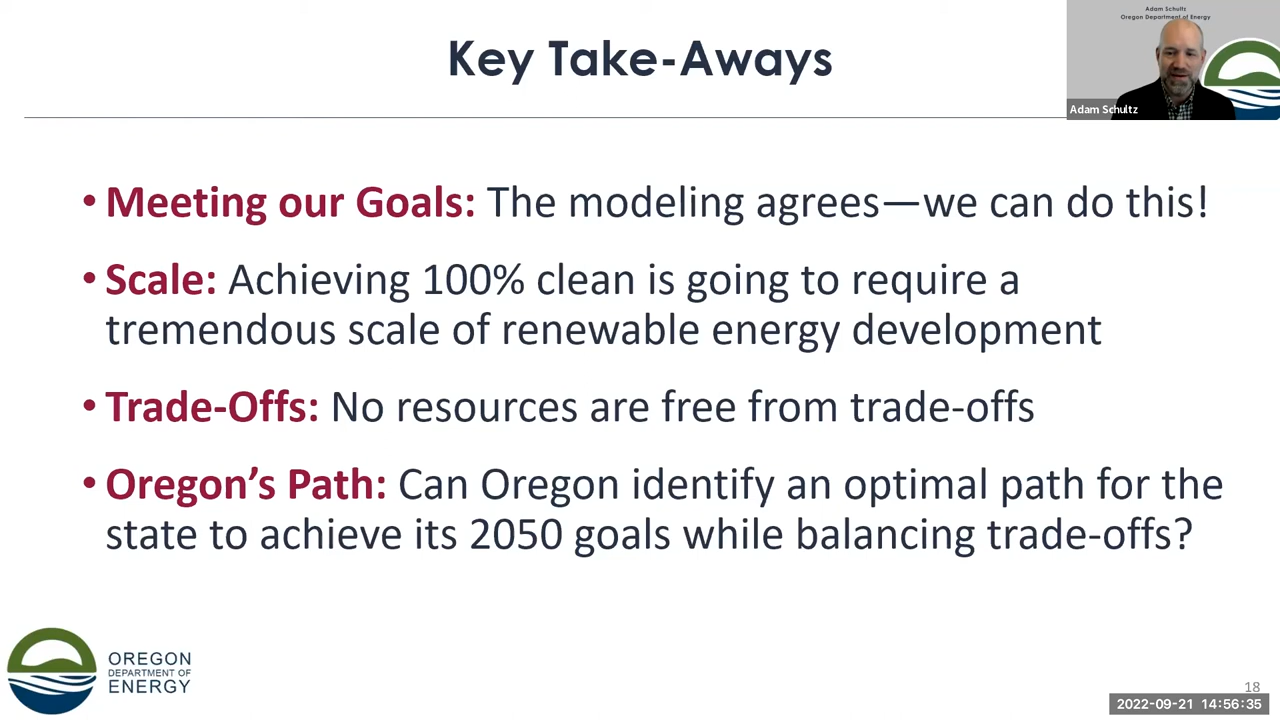 Key Take-Aways
Adam Schultz
Oregon Department of Energy
Adam Schultz
• Meeting our Goals: The modeling agrees—we can do this!
• Scale: Achieving 100% clean is going to require a
tremendous scale of renewable energy development
• Trade-Offs: No resources are free from trade-offs
• Oregon’s Path: Can Oregon identify an optimal path for the
state to achieve its 2050 goals while balancing trade-offs?
OREGON
DEPARTMENT OF
ENERGY
18
2022-09-21 14:56:35